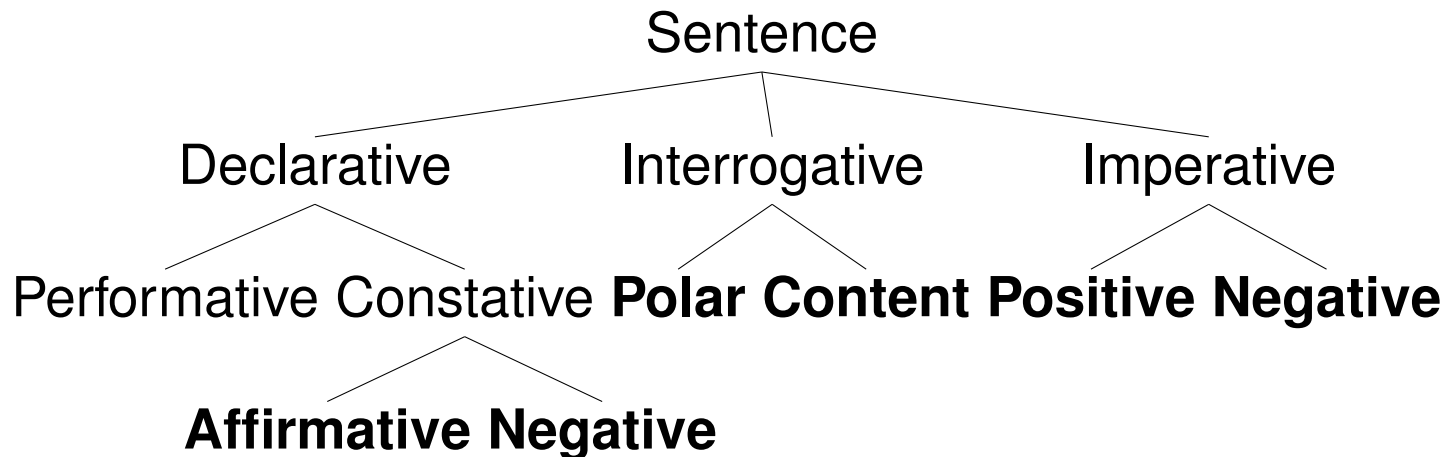 Sentence
Declarative Interrogative Imperative
Performative Constative Polar Content Positive Negative
Affirmative Negative